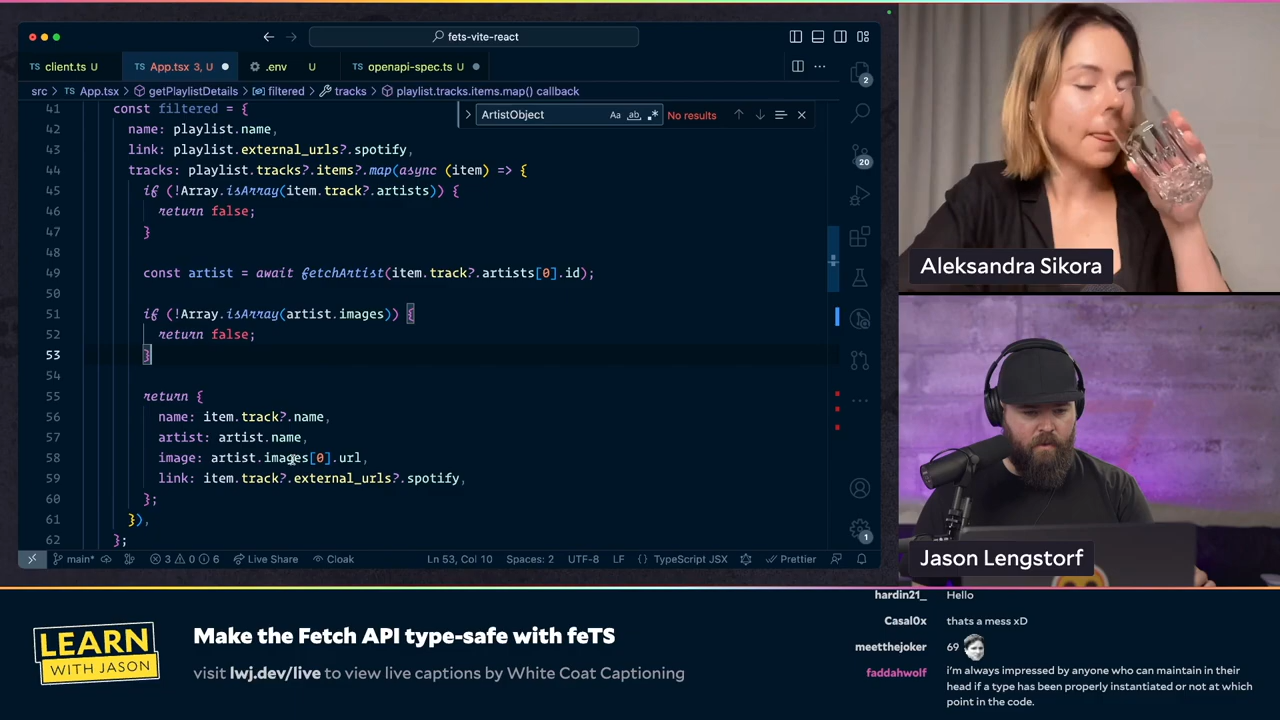 fets-vite-react
TS client.ts U
TS App.tsx 3, U
.env U
TS openapi-spec.ts U
src > App.tsx > getPlaylistDetails > filtered > tracks > playlist.tracks.items.map() callback
ArtistObject
Aa
ab
No results
41 const filtered = {
42 name: playlist.name,
43 link: playlist.external_urls?.spotify,
44 tracks: playlist.tracks?.items?.map(async (item) => {
45 if (!Array.isArray(item.track?.artists)) {
46 return false;
47 }
48
49 const artist = await fetchArtist(item.track?.artists[0].id);
50
51 if (!Array.isArray(artist.images)) {
52 return false;
53 }
54
55 return {
56 name: item.track?.name,
57 artist: artist.name,
58 image: artist.images[0].url,
59 link: item.track?.external_urls?.spotify,
60 };
61 }),
62 };
2
20
1
main*
3 0 6
Live Share
Cloak
Ln 53, Col 10
Spaces: 2
UTF-8
LF
{ } TypeScript JSX
Prettier
Aleksandra Sikora
Jason Lengstorf
LEARN
WITH JASON
Make the Fetch API type-safe with feTS
visit lwj.dev/live to view live captions by White Coat Captioning
hardin21_ Hello
Casal0x thats a mess xD
meetthejoker 69
faddahwolf i'm always impressed by anyone who can maintain in their
head if a type has been properly instantiated or not at which
point in the code.